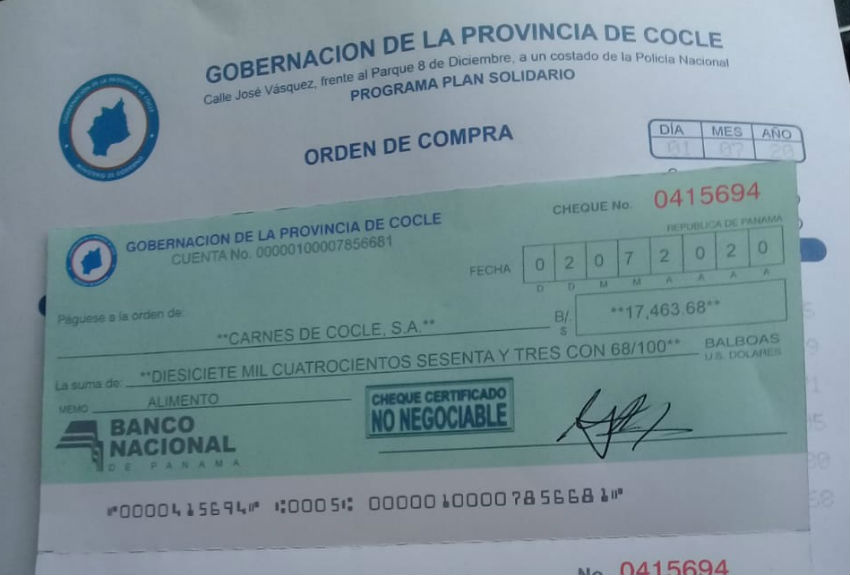 GOBERNACION DE LA PROVINCIA DE COCLE
Calle José Vásquez, frente al Parque 8 de Diciembre, a un costado de la Policía Nacional
PROGRAMA PLAN SOLIDARIO
ORDEN DE COMPRA
DÍA MES AÑO
01 07 20
GOBERNACION DE LA PROVINCIA DE COCLE
CUENTA No. 00000100007856681
CHEQUE No. 0415694
REPUBLICA DE PANAMA
FECHA 0 2 0 7 2 0 2 0
D D M M A A A A
Páguese a la orden de:
**CARNES DE COCLE, S.A.**
B/.
$
**17,463.68**
La suma de: **DIESICIETE MIL CUATROCIENTOS SESENTA Y TRES CON 68/100** BALBOAS
U.S. DOLARES
MEMO ALIMENTO
CHEQUE CERTIFICADO
NO NEGOCIABLE
BANCO
NACIONAL
DE PANAMA
⑈0000415694⑈ ⑆0005⑆ 00000100007856681⑈
No. 0415694